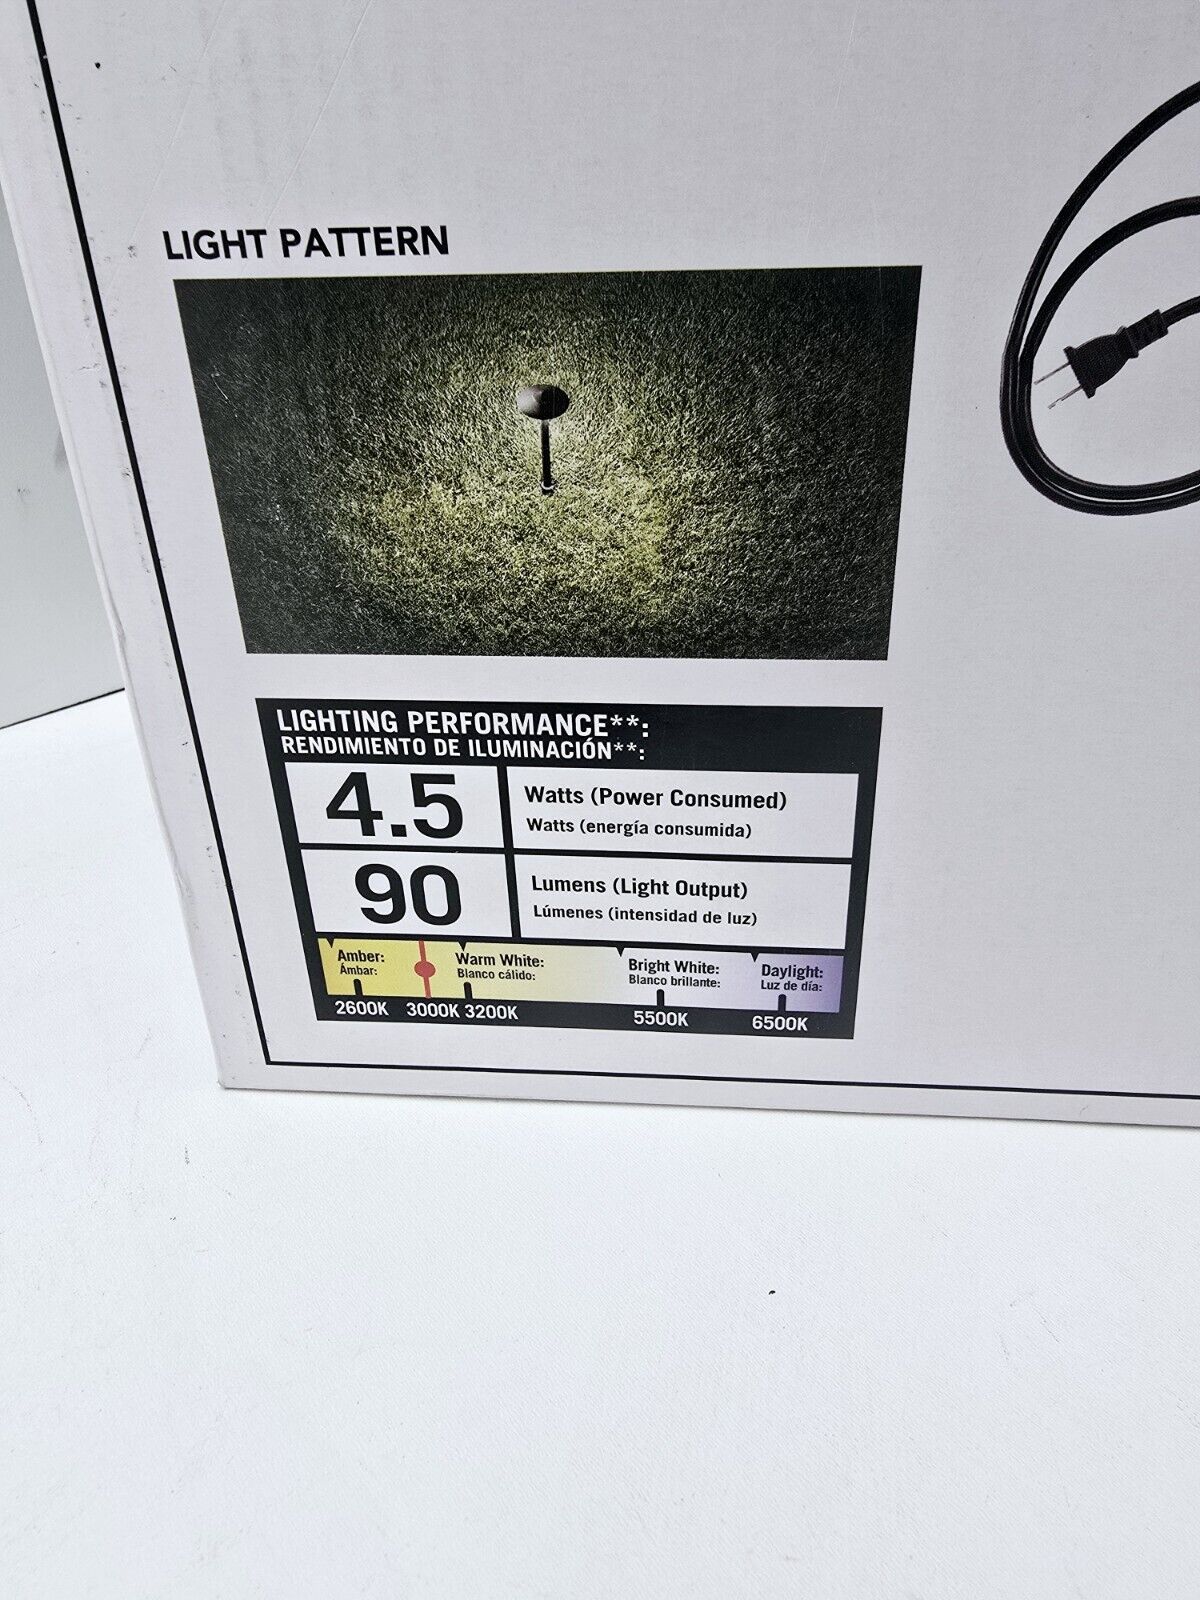 LIGHT PATTERN
LIGHTING PERFORMANCE**:
RENDIMIENTO DE ILUMINACIÓN**:
4.5
Watts (Power Consumed)
Watts (energía consumida)
90
Lumens (Light Output)
Lúmenes (intensidad de luz)
Amber:
Ámbar:
Warm White:
Blanco cálido:
Bright White:
Blanco brillante:
Daylight:
Luz de día:
2600K 3000K 3200K 5500K 6500K